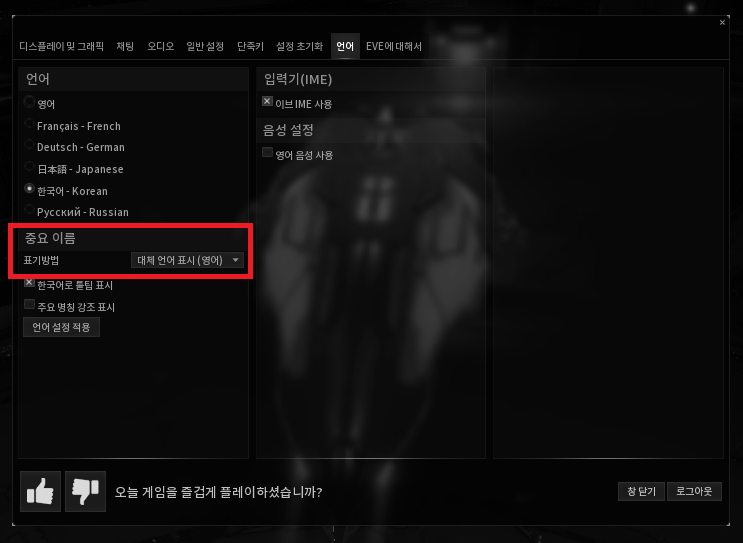 디스플레이 및 그래픽 채팅 오디오 일반 설정 단축키 설정 초기화 언어 EVE에 대해서
언어
영어
Français - French
Deutsch - German
日本語 - Japanese
한국어 - Korean
Русский - Russian
중요 이름
표기방법 대체 언어 표시 (영어)
한국어로 툴팁 표시
주요 명칭 강조 표시
언어 설정 적용
입력기(IME)
이브 IME 사용
음성 설정
영어 음성 사용
오늘 게임을 즐겁게 플레이하셨습니까?
창 닫기 로그아웃